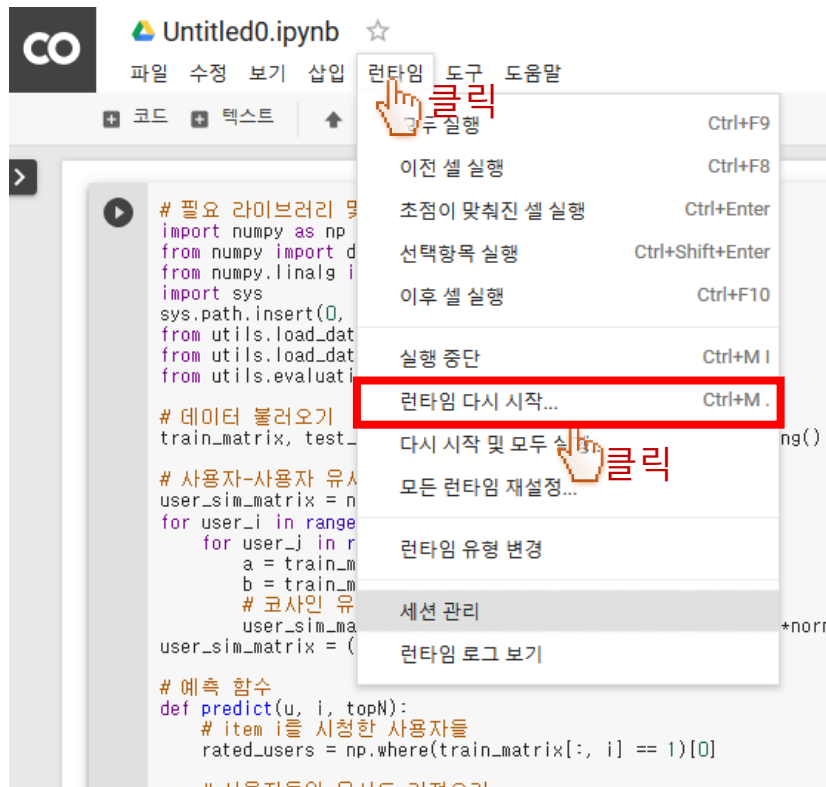 CO
Untitled0.ipynb
파일 수정 보기 삽입 런타임 도구 도움말
클릭
코드 텍스트
실행 Ctrl+F9
이전 셀 실행 Ctrl+F8
초점이 맞춰진 셀 실행 Ctrl+Enter
선택항목 실행 Ctrl+Shift+Enter
이후 셀 실행 Ctrl+F10
실행 중단 Ctrl+M I
런타임 다시 시작... Ctrl+M .
다시 시작 및 모두
클릭
모든 런타임 재설정...
런타임 유형 변경
세션 관리
런타임 로그 보기
# 필요 라이브러리 및
import numpy as np
from numpy import d
from numpy.linalg i
import sys
sys.path.insert(0,
from utils.load_dat
from utils.load_dat
from utils.evaluati
# 데이터 불러오기
train_matrix, test_ ng()
# 사용자-사용자 유사
user_sim_matrix = n
for user_i in range
for user_j in r
a = train_m
b = train_m
# 코사인 유
user_sim_ma *norm
user_sim_matrix = (
# 예측 함수
def predict(u, i, topN):
# item i를 시청한 사용자들
rated_users = np.where(train_matrix[:, i] == 1)[0]